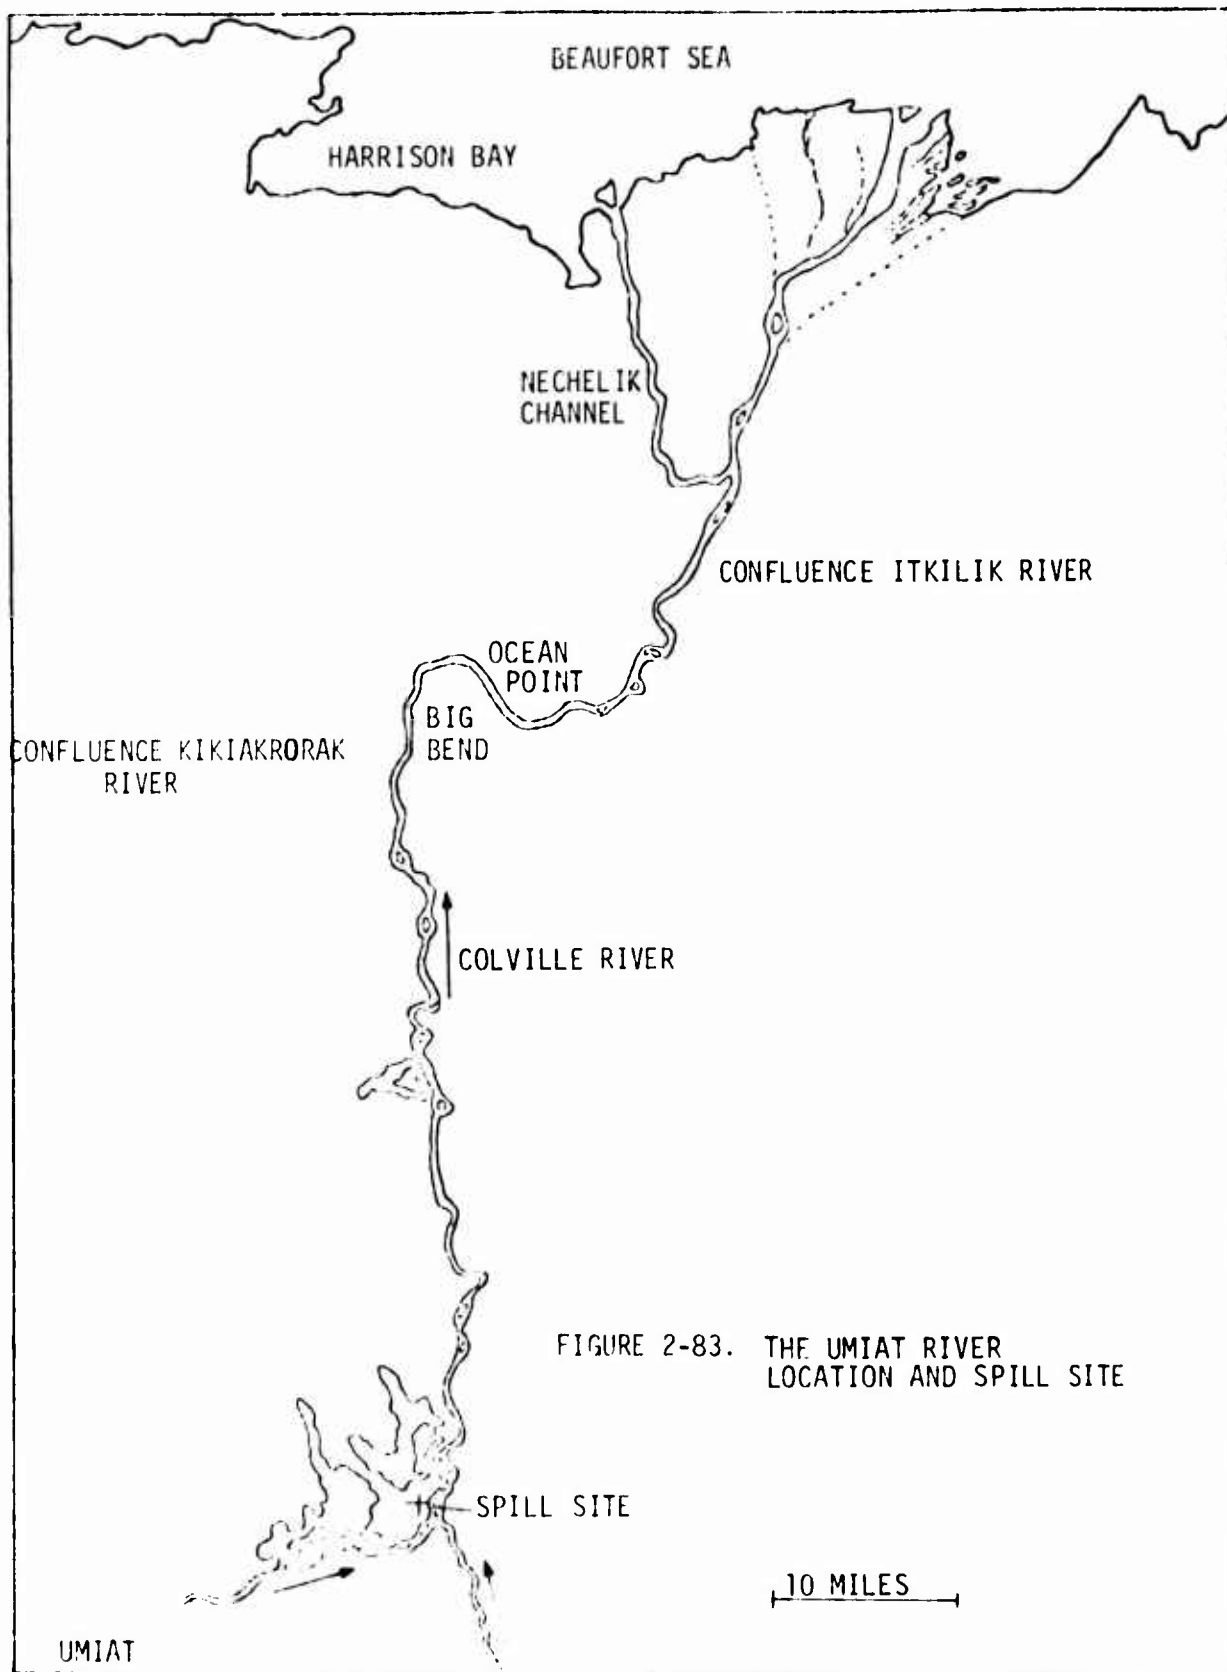 BEAUFORT SEA
HARRISON BAY
NECHELIK
CHANNEL
CONFLUENCE ITKILIK RIVER
OCEAN
POINT
BIG
BEND
CONFLUENCE KIKIAKRORAK
RIVER
COLVILLE RIVER
FIGURE 2-83. THE UMIAT RIVER
LOCATION AND SPILL SITE
SPILL SITE
10 MILES
UMIAT